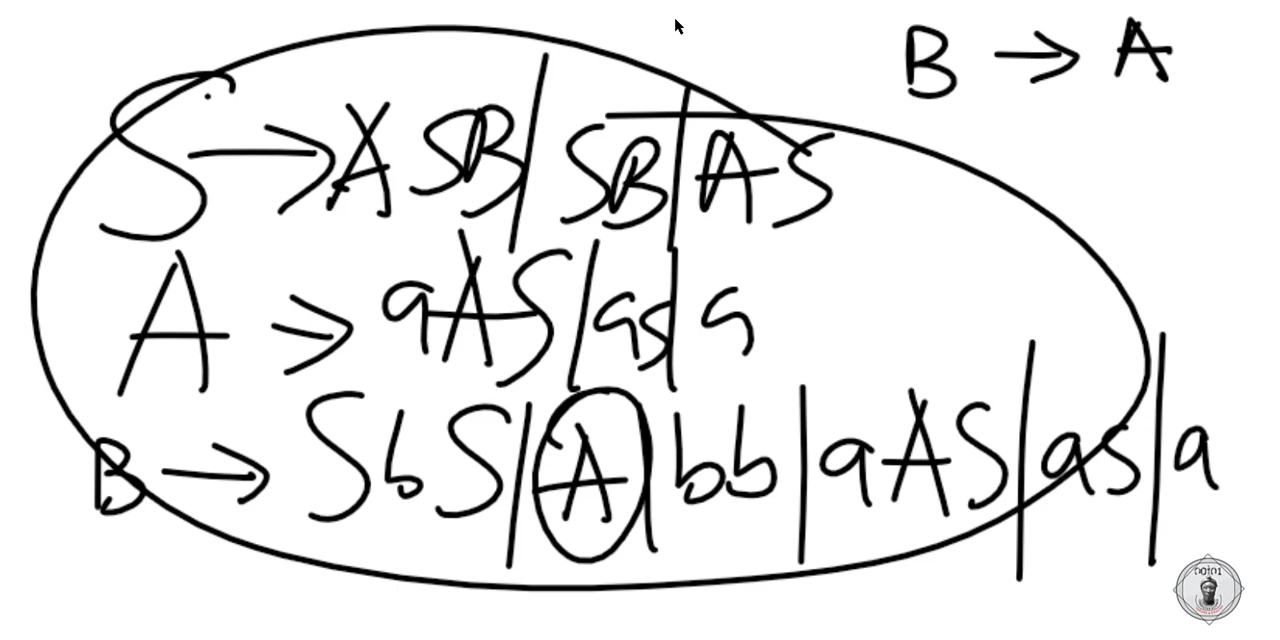 B → A
S → ASB | SB | AS
A → aAS | as | a
B → SbS | A | bb | aAS | as | a